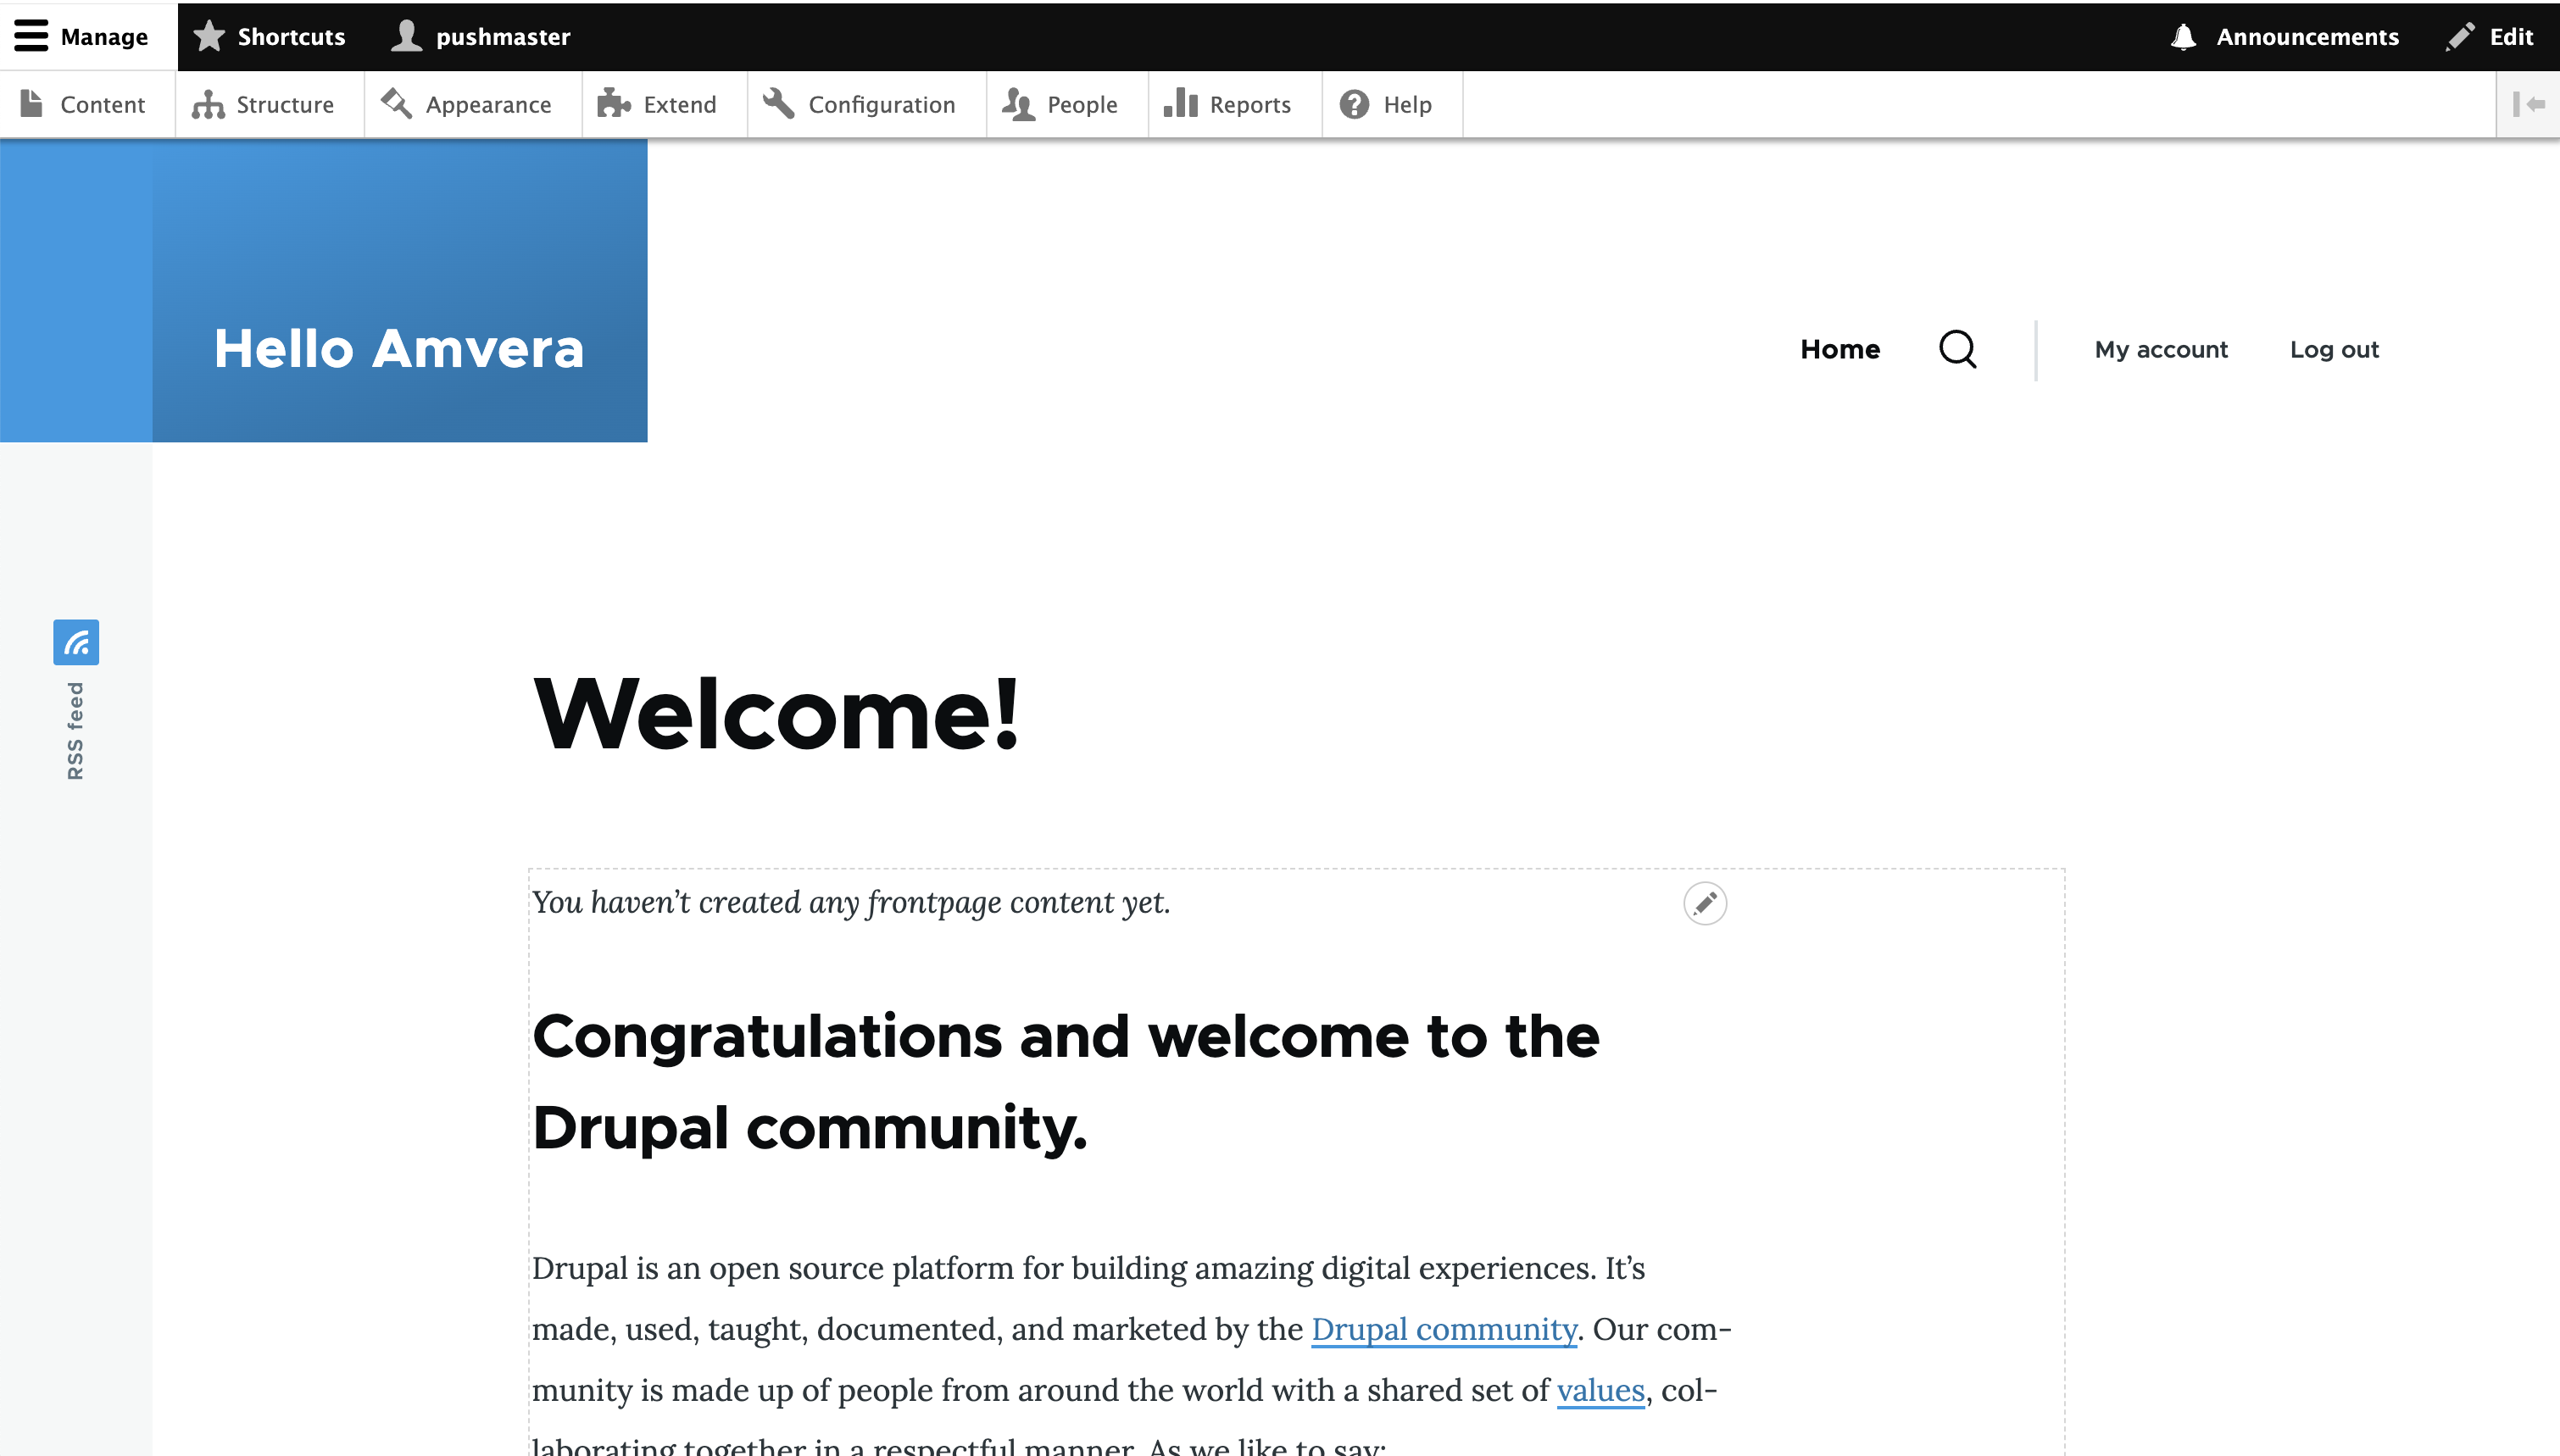 Manage Shortcuts pushmaster Announcements Edit
Content Structure Appearance Extend Configuration People Reports Help
Hello Amvera
Home My account Log out
RSS feed
Welcome!
You haven’t created any frontpage content yet.
Congratulations and welcome to the
Drupal community.
Drupal is an open source platform for building amazing digital experiences. It’s
made, used, taught, documented, and marketed by the Drupal community. Our com-
munity is made up of people from around the world with a shared set of values, col-
laborating together in a respectful manner. As we like to say: